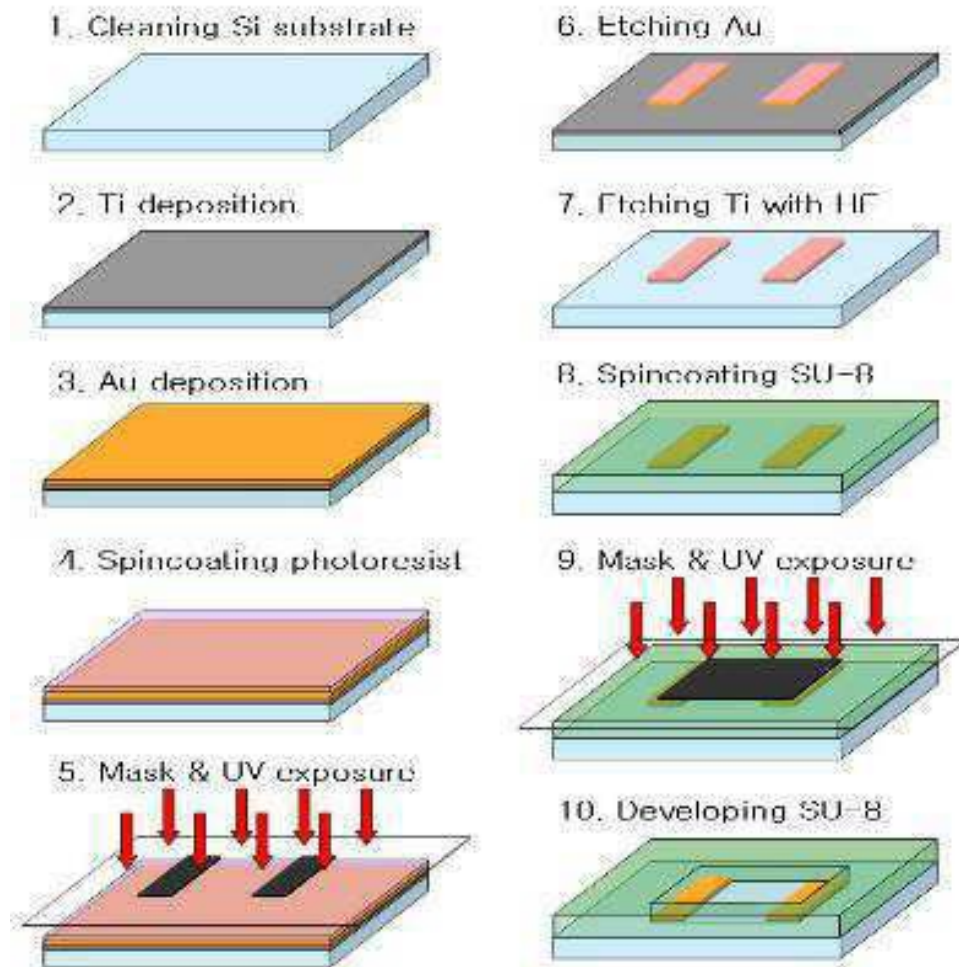 1. Cleaning Si substrate
2. Ti deposition
3. Au deposition
4. Spincoating photoresist
5. Mask & UV exposure
6. Etching Au
7. Etching Ti with HF
8. Spincoating SU-8
9. Mask & UV exposure
10. Developing SU-8